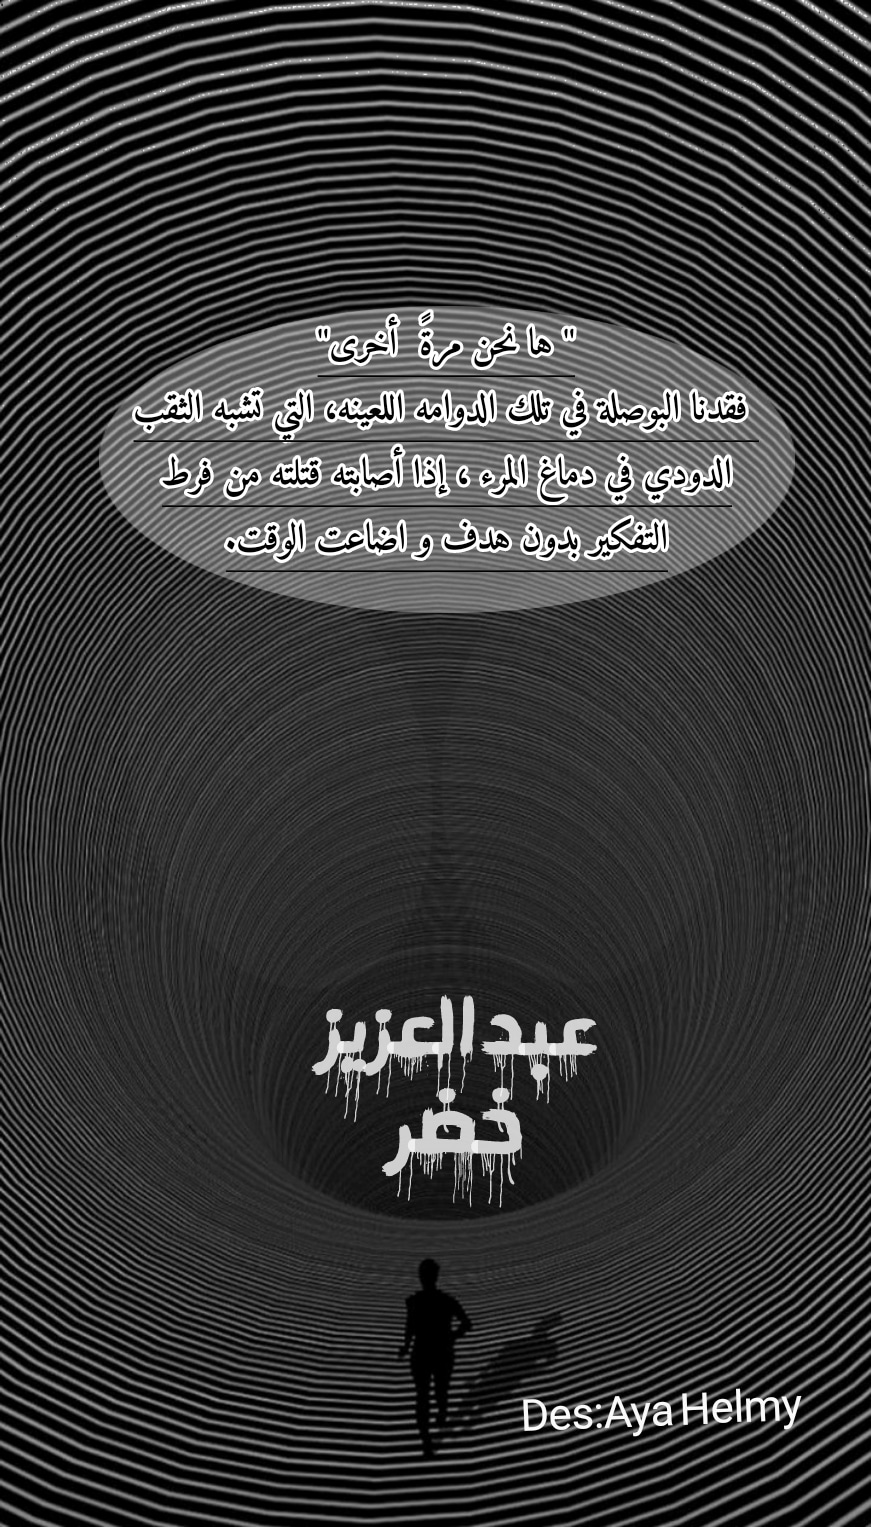 " ها نحن مرةً أخرى"
فقدنا البوصلة في تلك الدوامه اللعينه، التي تشبه الثقب
الدودي في دماغ المرء ، إذا أصابته قتلته من فرط
التفكير بدون هدف و اضاعت الوقت.
عبدالعزيز
خضر
Des:Aya Helmy